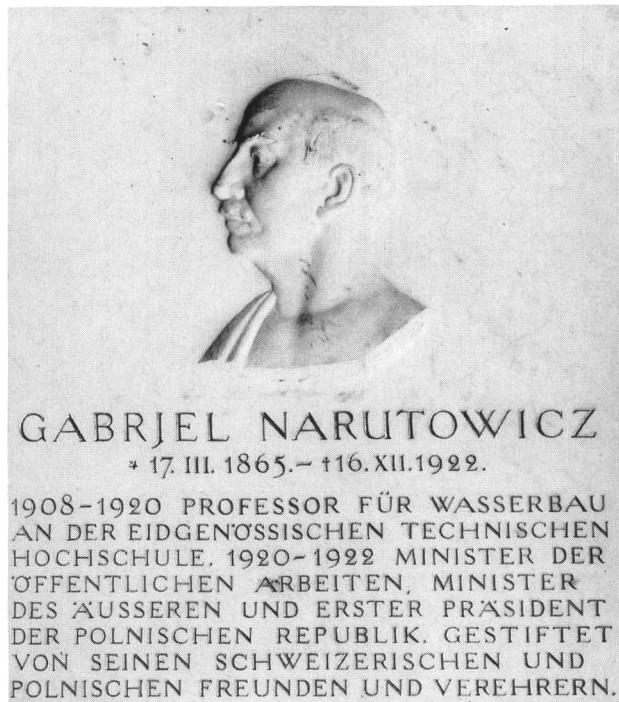 GABRJEL NARUTOWICZ
* 17. III. 1865.– †16. XII. 1922.
1908–1920 PROFESSOR FÜR WASSERBAU
AN DER EIDGENÖSSISCHEN TECHNISCHEN
HOCHSCHULE. 1920–1922 MINISTER DER
ÖFFENTLICHEN ARBEITEN, MINISTER
DES ÄUSSEREN UND ERSTER PRÄSIDENT
DER POLNISCHEN REPUBLIK. GESTIFTET
VON SEINEN SCHWEIZERISCHEN UND
POLNISCHEN FREUNDEN UND VEREHRERN.